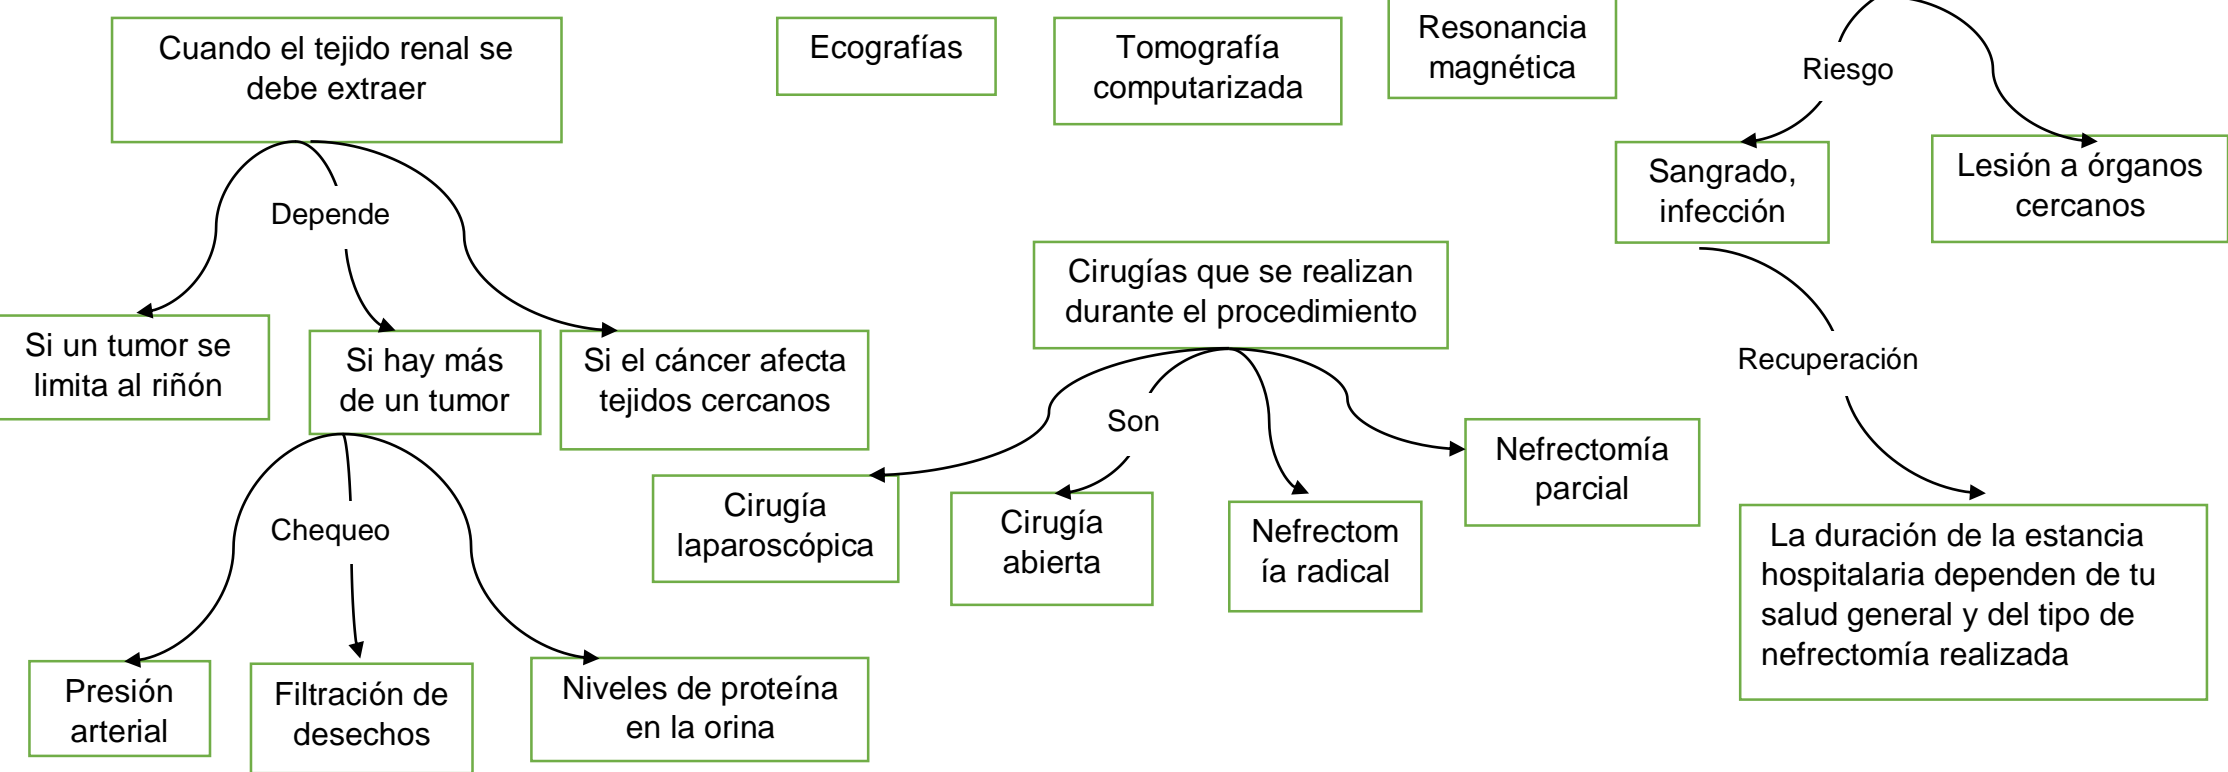 Cuando el tejido renal se
debe extraer
Ecografías
Tomografía
computarizada
Resonancia
magnética
Riesgo
Sangrado,
infección
Lesión a órganos
cercanos
Depende
Si un tumor se
limita al riñón
Si hay más
de un tumor
Si el cáncer afecta
tejidos cercanos
Cirugías que se realizan
durante el procedimiento
Recuperación
Son
Cirugía
laparoscópica
Cirugía
abierta
Nefrectom
ía radical
Nefrectomía
parcial
La duración de la estancia
hospitalaria dependen de tu
salud general y del tipo de
nefrectomía realizada
Chequeo
Presión
arterial
Filtración de
desechos
Niveles de proteína
en la orina